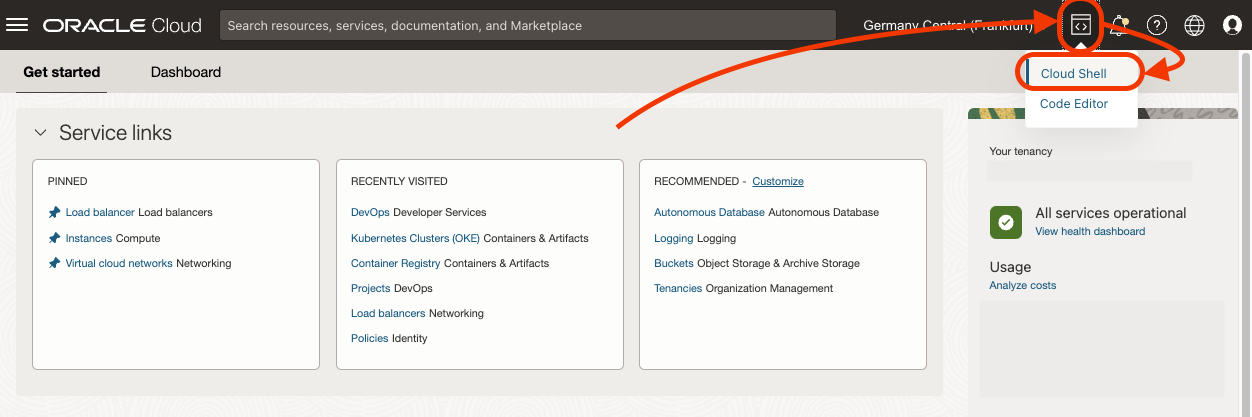 ORACLE Cloud
Search resources, services, documentation, and Marketplace
Germany Central (Frankfurt)
Cloud Shell
Code Editor
Get started
Dashboard
Service links
PINNED
Load balancer Load balancers
Instances Compute
Virtual cloud networks Networking
RECENTLY VISITED
DevOps Developer Services
Kubernetes Clusters (OKE) Containers & Artifacts
Container Registry Containers & Artifacts
Projects DevOps
Load balancers Networking
Policies Identity
RECOMMENDED - Customize
Autonomous Database Autonomous Database
Logging Logging
Buckets Object Storage & Archive Storage
Tenancies Organization Management
Your tenancy
All services operational
View health dashboard
Usage
Analyze costs